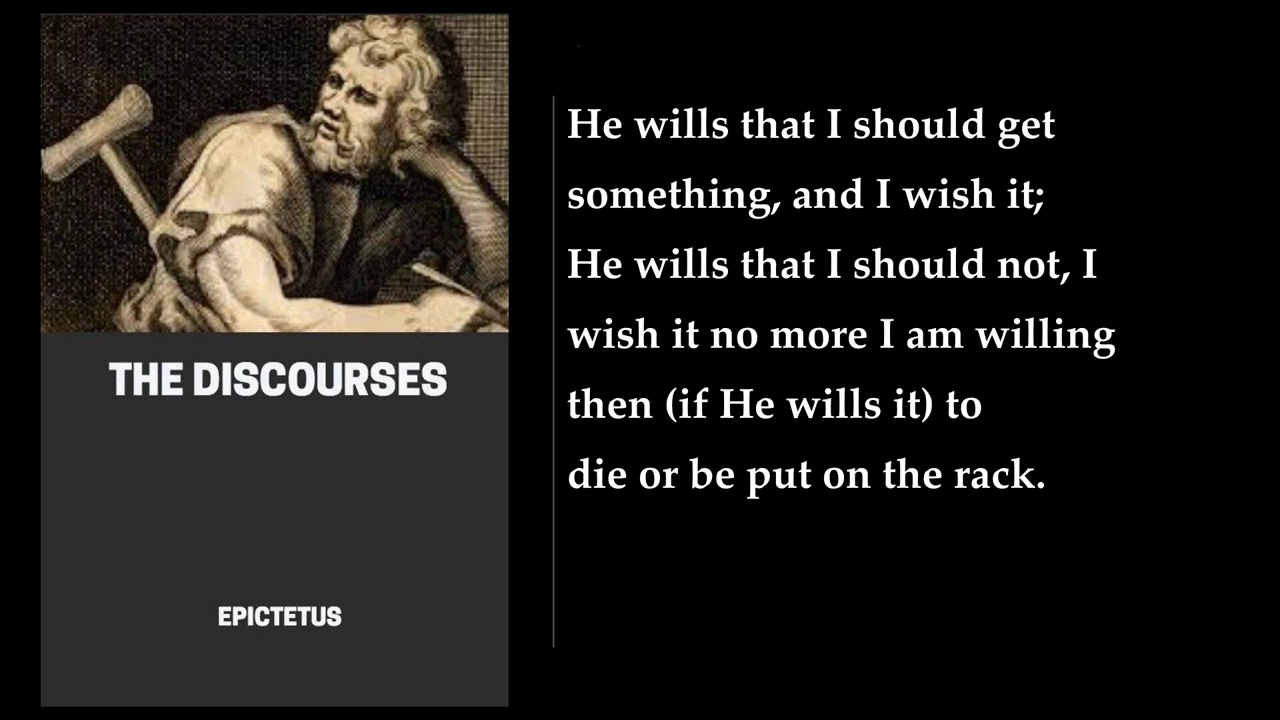 THE DISCOURSES
EPICTETUS
He wills that I should get
something, and I wish it;
He wills that I should not, I
wish it no more I am willing
then (if He wills it) to
die or be put on the rack.